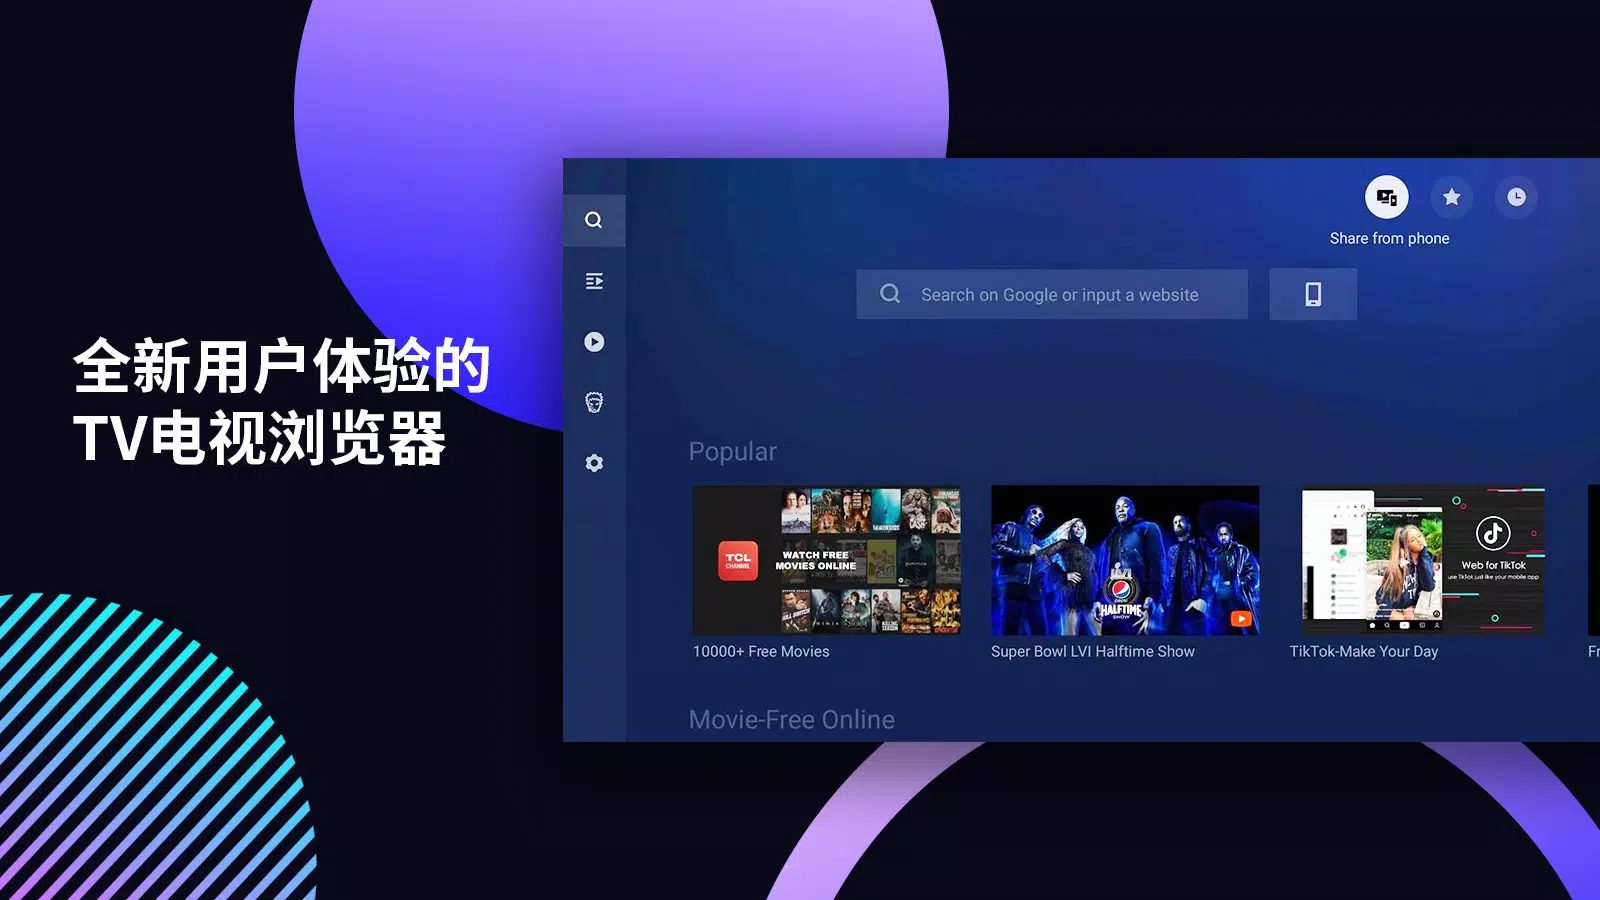 全新用户体验的
TV电视浏览器
Share from phone
Search on Google or input a website
Popular
TCL
CHANNEL
WATCH FREE
MOVIES ONLINE
LVI
HALFTIME
SHOW
Web for TikTok
use TikTok just like your mobile app
10000+ Free Movies
Super Bowl LVI Halftime Show
TikTok-Make Your Day
Fr
Movie-Free Online